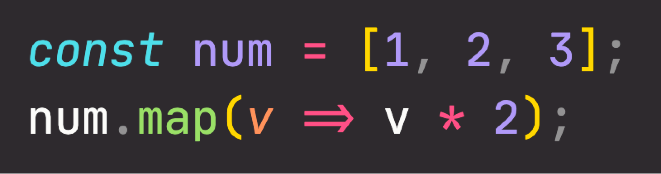 const num = [1, 2, 3];
num.map(v => v * 2);